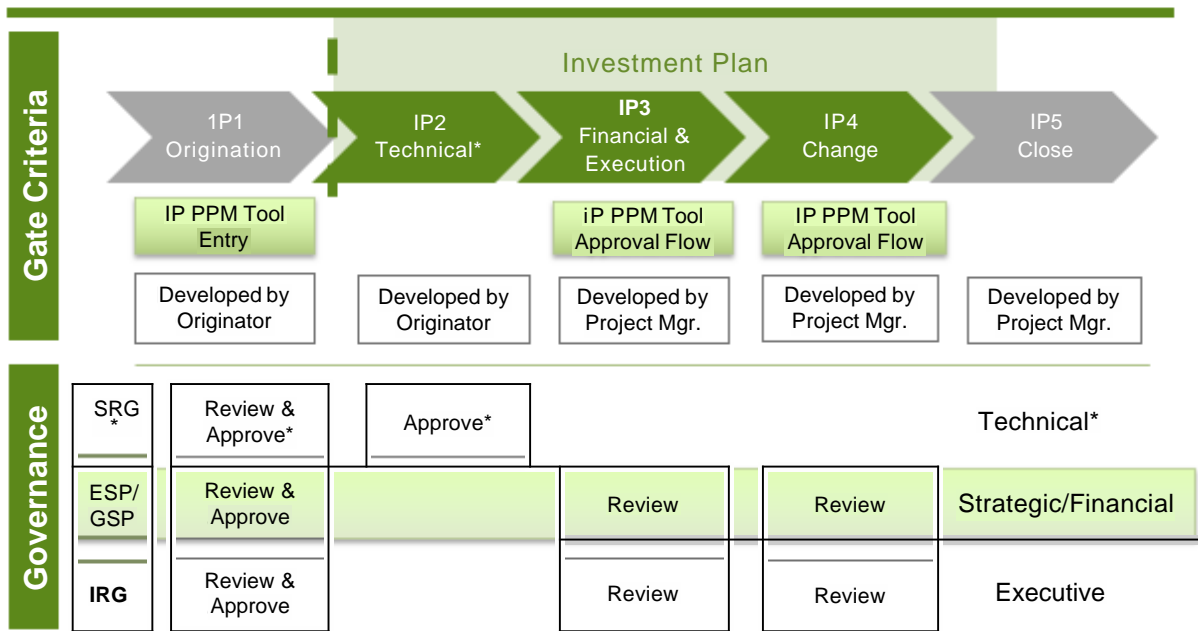 Gate Criteria
Investment Plan
1P1
Origination
IP2
Technical*
IP3
Financial &
Execution
IP4
Change
IP5
Close
IP PPM Tool
Entry
iP PPM Tool
Approval Flow
IP PPM Tool
Approval Flow
Developed by
Originator
Developed by
Originator
Developed by
Project Mgr.
Developed by
Project Mgr.
Developed by
Project Mgr.
Governance
SRG
*
Review &
Approve*
Approve*
Technical*
ESP/
GSP
Review &
Approve
Review
Review
Strategic/Financial
IRG
Review &
Approve
Review
Review
Executive